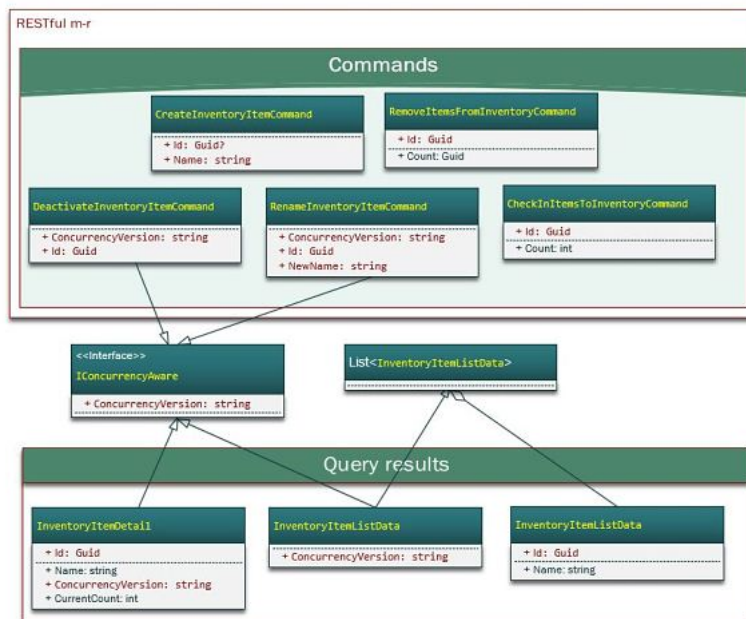 RESTful m-r
Commands
CreateInventoryItemCommand
+ Id: Guid?
+ Name: string
RemoveItemsFromInventoryCommand
+ Id: Guid
+ Count: Guid
DeactivateInventoryItemCommand
+ ConcurrencyVersion: string
+ Id: Guid
RenameInventoryItemCommand
+ ConcurrencyVersion: string
+ Id: Guid
+ NewName: string
CheckInItemsToInventoryCommand
+ Id: Guid
+ Count: int
<<Interface>>
IConcurrencyAware
+ ConcurrencyVersion: string
List<InventoryItemListData>
Query results
InventoryItemDetail
+ Id: Guid
+ Name: string
+ ConcurrencyVersion: string
+ CurrentCount: int
InventoryItemListData
+ ConcurrencyVersion: string
InventoryItemListData
+ Id: Guid
+ Name: string